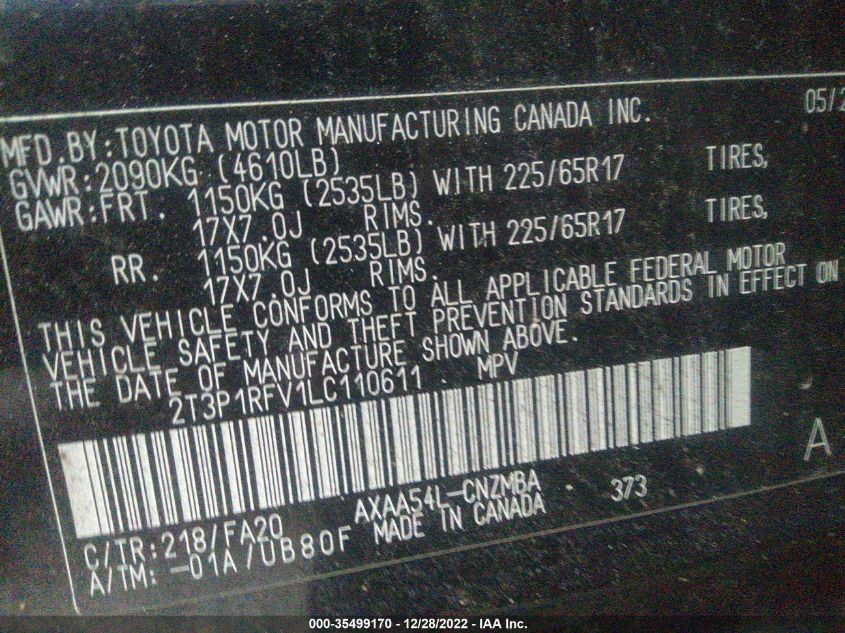 MFD.BY:TOYOTA MOTOR MANUFACTURING CANADA INC. 05/2
GVWR:2090KG (4610LB)
GAWR:FRT. 1150KG (2535LB) WITH 225/65R17 TIRES,
17X7.0J RIMS.
RR. 1150KG (2535LB) WITH 225/65R17 TIRES,
17X7.0J RIMS.
THIS VEHICLE CONFORMS TO ALL APPLICABLE FEDERAL MOTOR
VEHICLE SAFETY AND THEFT PREVENTION STANDARDS IN EFFECT ON
THE DATE OF MANUFACTURE SHOWN ABOVE.
2T3P1RFV1LC110611 . MPV
A
C/TR:218/FA20 AXAA54L-CNZMBA 373
A/TM: -01A/UB80F MADE IN CANADA
000-35499170 - 12/28/2022 - IAA Inc.